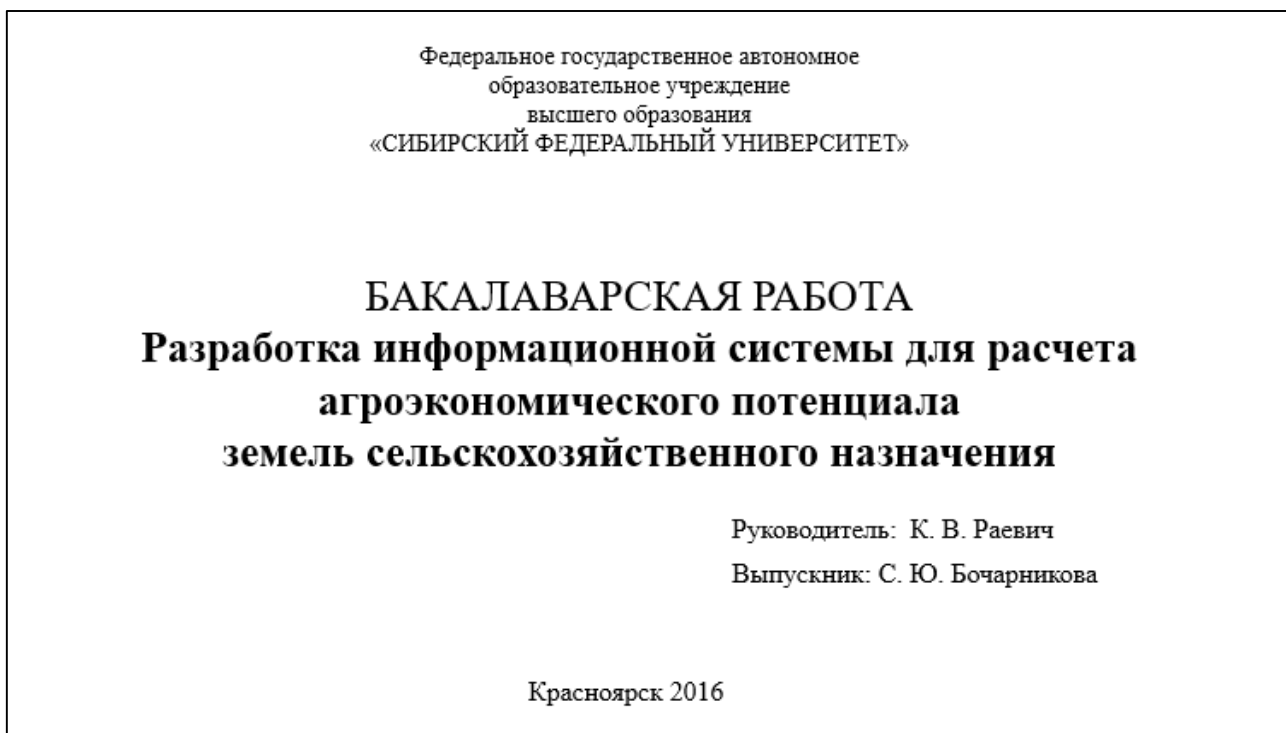 Федеральное государственное автономное
образовательное учреждение
высшего образования
«СИБИРСКИЙ ФЕДЕРАЛЬНЫЙ УНИВЕРСИТЕТ»
БАКАЛАВАРСКАЯ РАБОТА
Разработка информационной системы для расчета
агроэкономического потенциала
земель сельскохозяйственного назначения
Руководитель: К. В. Раевич
Выпускник: С. Ю. Бочарникова
Красноярск 2016